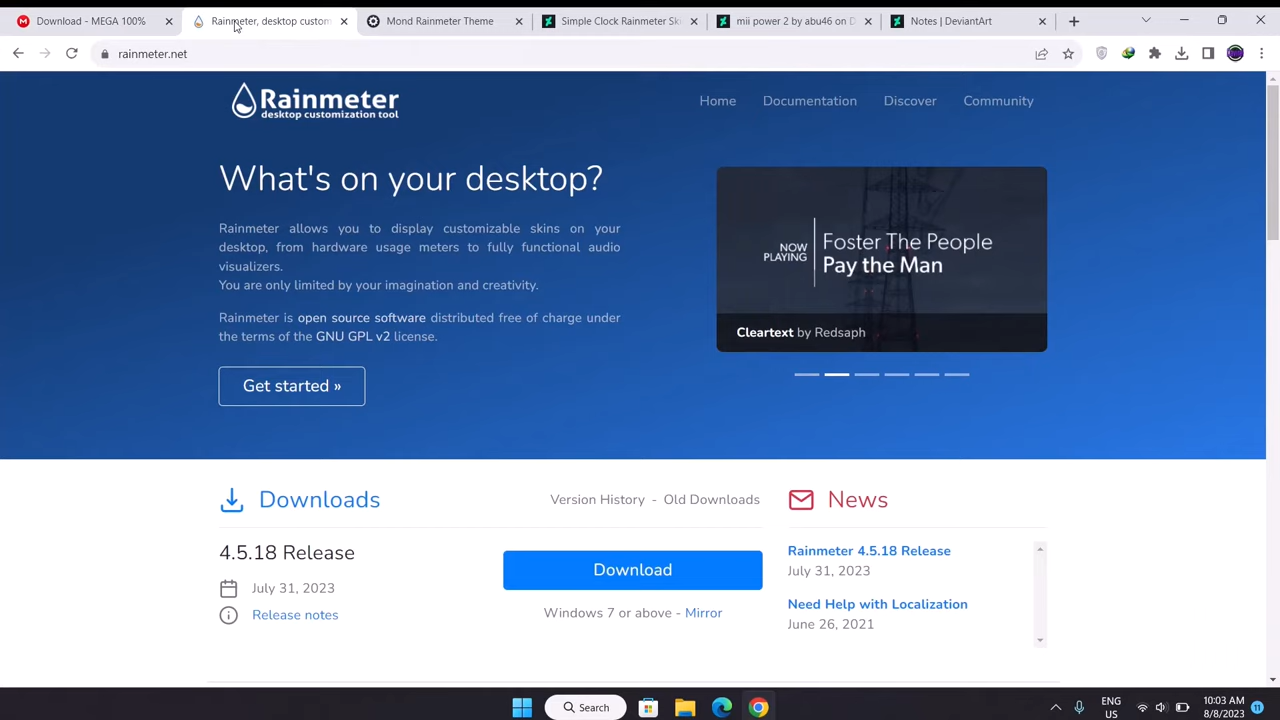 Download - MEGA 100%
Rainmeter, desktop custom
Mond Rainmeter Theme
Simple Clock Rainmeter Sk
mii power 2 by abu46 on D
Notes | DeviantArt
rainmeter.net
Rainmeter
desktop customization tool
Home
Documentation
Discover
Community
What's on your desktop?
Rainmeter allows you to display customizable skins on your
desktop, from hardware usage meters to fully functional audio
visualizers.
You are only limited by your imagination and creativity.
Rainmeter is open source software distributed free of charge under
the terms of the GNU GPL v2 license.
Get started »
NOW
PLAYING
Foster The People
Pay the Man
Cleartext by Redsaph
Downloads
Version History - Old Downloads
4.5.18 Release
July 31, 2023
Release notes
Download
Windows 7 or above - Mirror
News
Rainmeter 4.5.18 Release
July 31, 2023
Need Help with Localization
June 26, 2021
Search
ENG
US
10:03 AM
8/8/2023
11